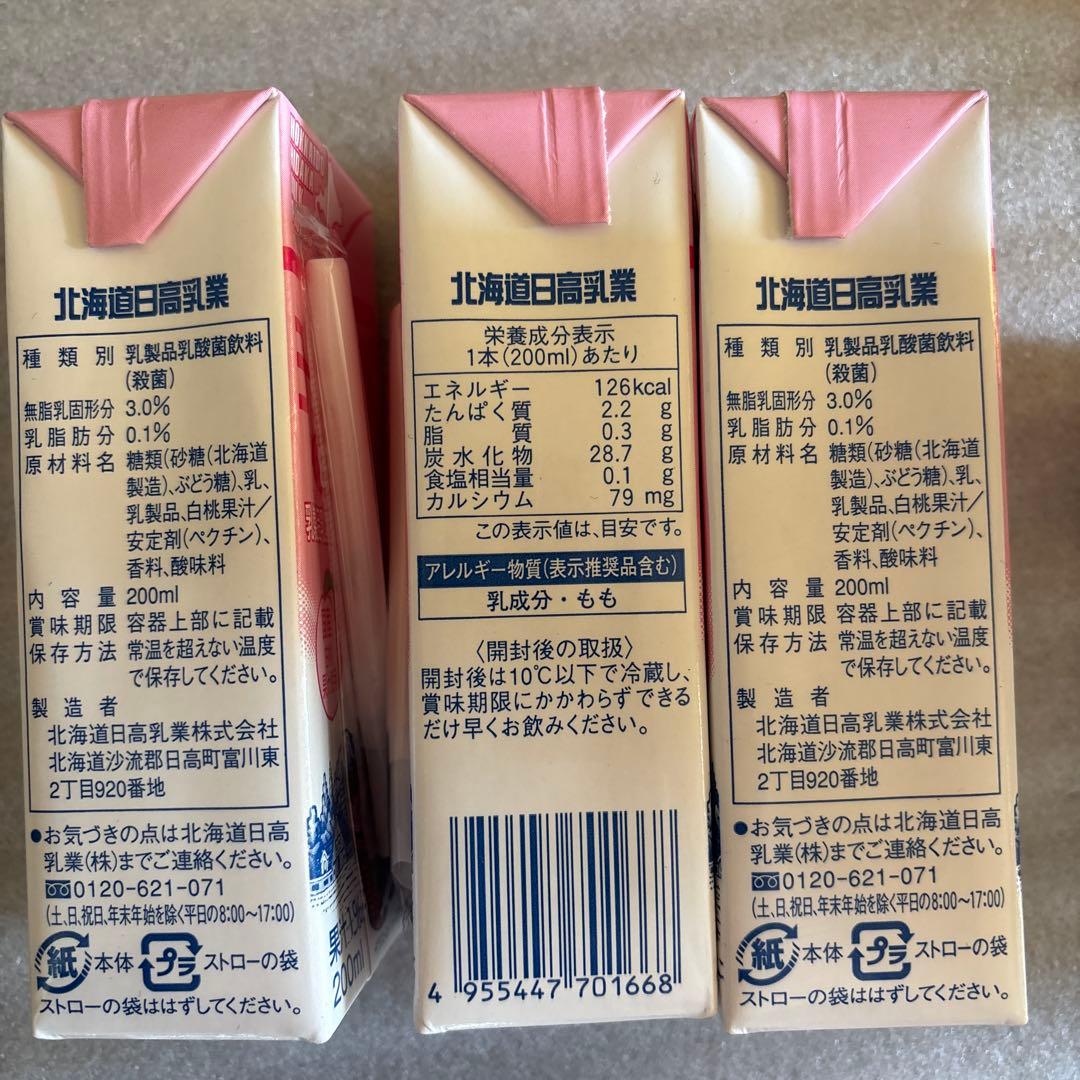 北海道日高乳業
種類別 乳製品乳酸菌飲料
(殺菌)
無脂乳固形分 3.0%
乳脂肪分 0.1%
原材料名 糖類(砂糖(北海道
製造)、ぶどう糖)、乳、
乳製品、白桃果汁/
安定剤(ペクチン)、
香料、酸味料
内容量 200ml
賞味期限 容器上部に記載
保存方法 常温を超えない温度
で保存してください。
製造者
北海道日高乳業株式会社
北海道沙流郡日高町富川東
2丁目920番地
●お気づきの点は北海道日高
乳業(株)までご連絡ください。
0120-621-071
(土、日、祝日、年末年始を除く平日の8:00〜17:00)
紙 本体 プラ ストローの袋
ストローの袋ははずしてください。
200ml
北海道日高乳業
栄養成分表示
1本(200ml)あたり
エネルギー 126kcal
たんぱく質 2.2 g
脂質 0.3 g
炭水化物 28.7 g
食塩相当量 0.1 g
カルシウム 79 mg
この表示値は、目安です。
アレルギー物質(表示推奨品含む)
乳成分・もも
〈開封後の取扱〉
開封後は10℃以下で冷蔵し、
賞味期限にかかわらずできる
だけ早くお飲みください。
4 955447 701668
北海道日高乳業
種類別 乳製品乳酸菌飲料
(殺菌)
無脂乳固形分 3.0%
乳脂肪分 0.1%
原材料名 糖類(砂糖(北海道
製造)、ぶどう糖)、乳、
乳製品、白桃果汁/
安定剤(ペクチン)、
香料、酸味料
内容量 200ml
賞味期限 容器上部に記載
保存方法 常温を超えない温度
で保存してください。
製造者
北海道日高乳業株式会社
北海道沙流郡日高町富川東
2丁目920番地
●お気づきの点は北海道日高
乳業(株)までご連絡ください。
0120-621-071
(土、日、祝日、年末年始を除く平日の8:00〜17:00)
紙 本体 プラ ストローの袋
ストローの袋ははずしてください。